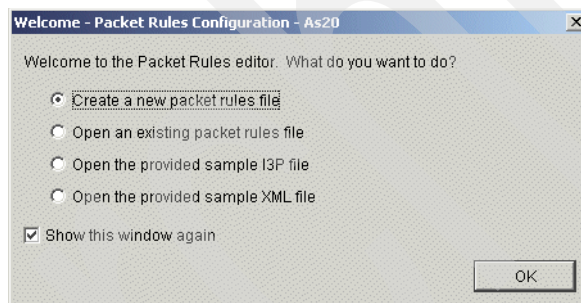 Welcome - Packet Rules Configuration - As20
Welcome to the Packet Rules editor. What do you want to do?
Create a new packet rules file
Open an existing packet rules file
Open the provided sample I3P file
Open the provided sample XML file
Show this window again
OK